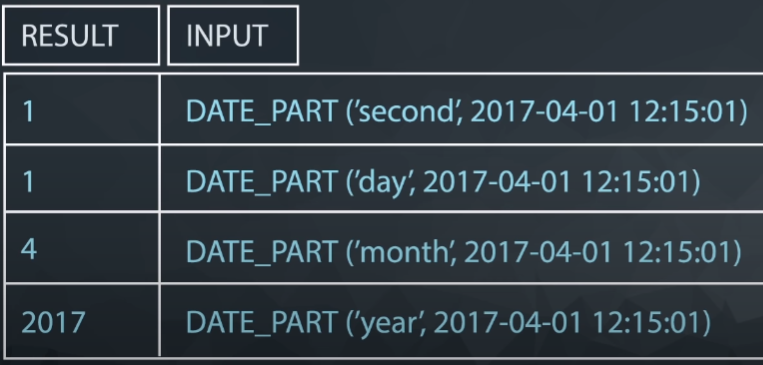 RESULT INPUT
1 DATE_PART ('second', 2017-04-01 12:15:01)
1 DATE_PART ('day', 2017-04-01 12:15:01)
4 DATE_PART ('month', 2017-04-01 12:15:01)
2017 DATE_PART ('year', 2017-04-01 12:15:01)